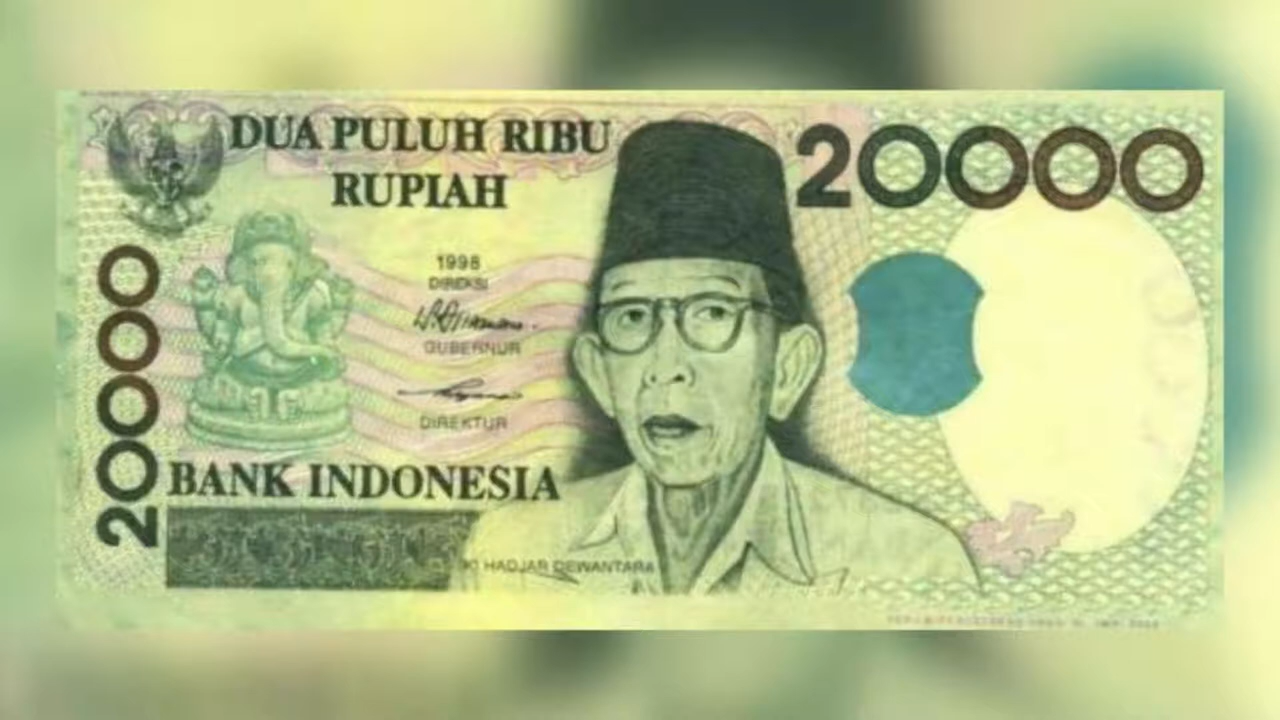 DUA PULUH RIBU
RUPIAH
20000
20000
1998
DIREKSI
GUBERNUR
DIREKTUR
BANK INDONESIA
HADJAR DEWANTARA